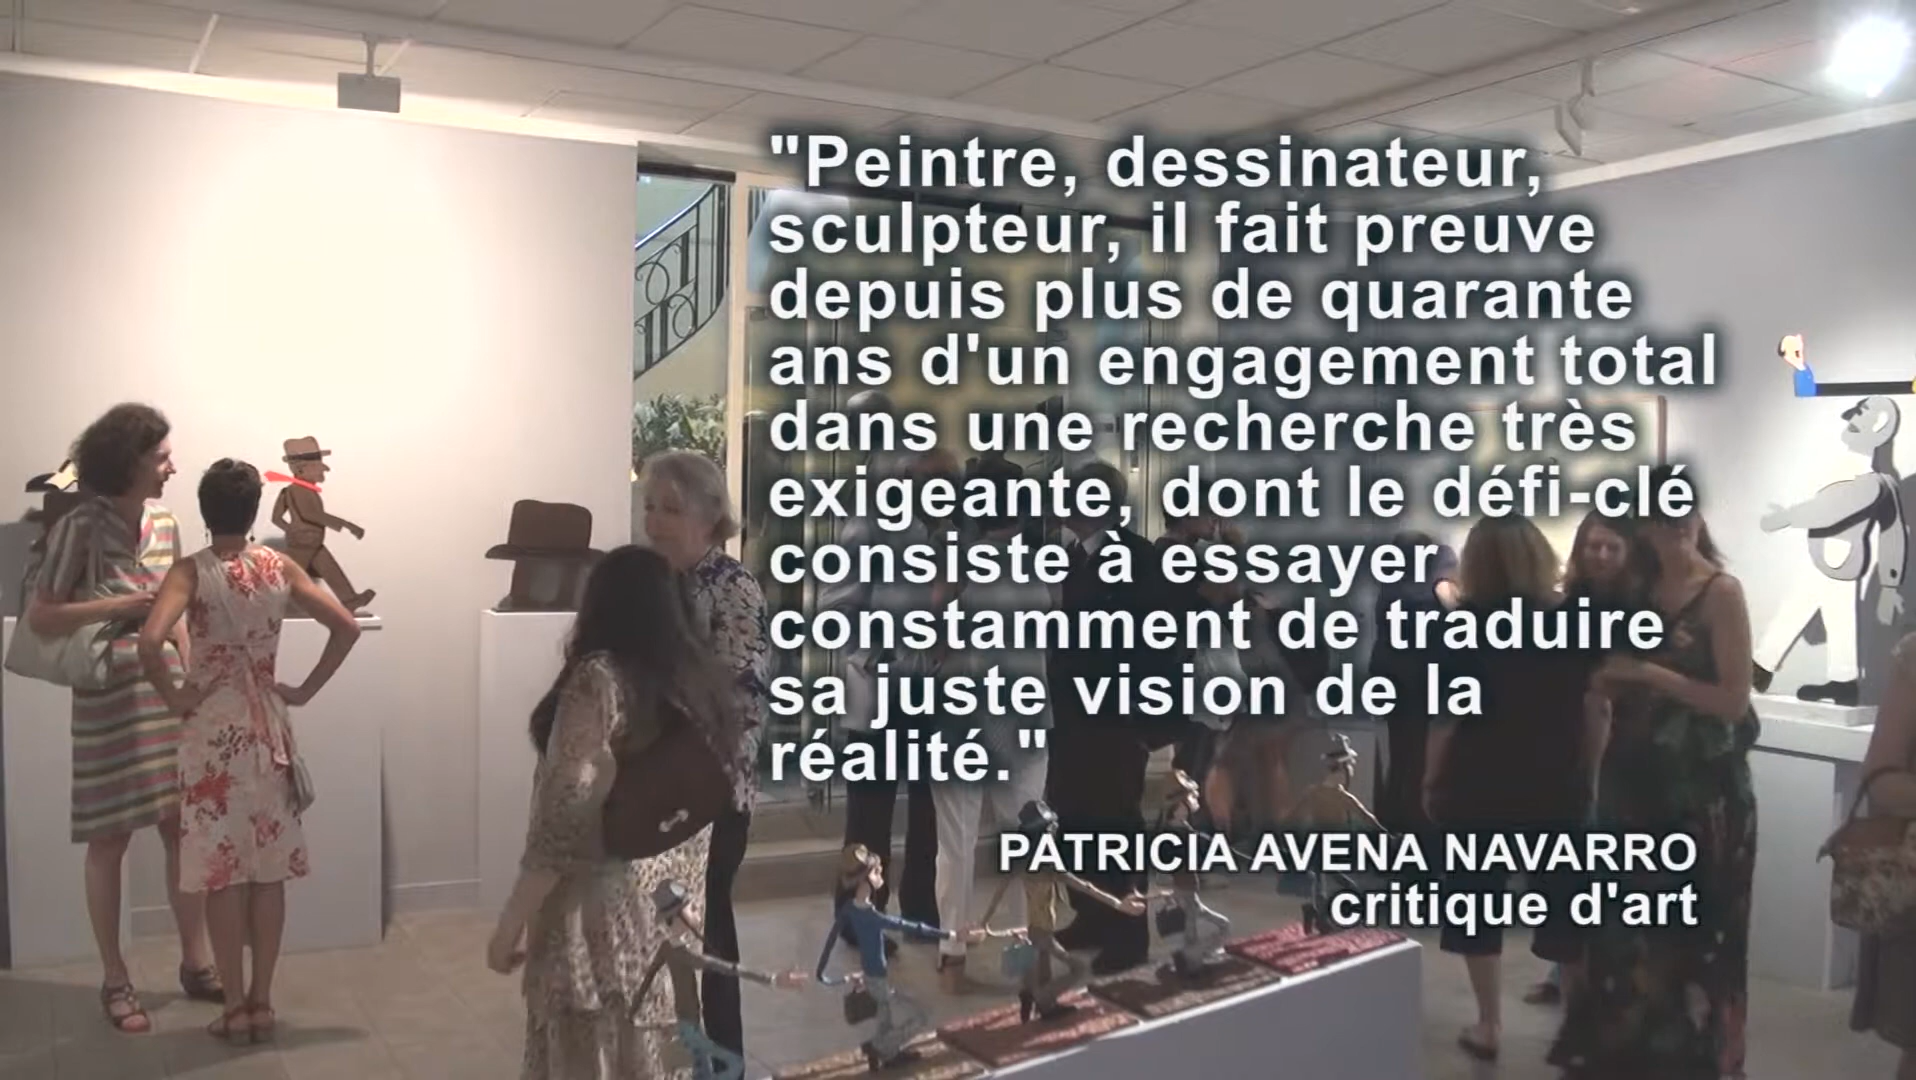 "Peintre, dessinateur,
sculpteur, il fait preuve
depuis plus de quarante
ans d'un engagement total
dans une recherche très
exigeante, dont le défi-clé
consiste à essayer
constamment de traduire
sa juste vision de la
réalité."
PATRICIA AVENA NAVARRO
critique d'art